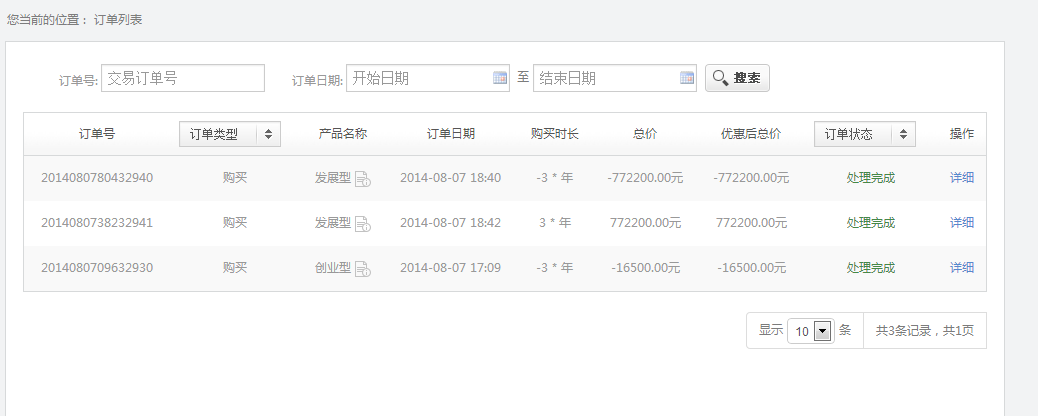 您当前的位置： 订单列表
订单号: 交易订单号 订单日期: 开始日期 至 结束日期 搜索
订单号 订单类型 产品名称 订单日期 购买时长 总价 优惠后总价 订单状态 操作
2014080780432940 购买 发展型 2014-08-07 18:40 -3 * 年 -772200.00元 -772200.00元 处理完成 详细
2014080738232941 购买 发展型 2014-08-07 18:42 3 * 年 772200.00元 772200.00元 处理完成 详细
2014080709632930 购买 创业型 2014-08-07 17:09 -3 * 年 -16500.00元 -16500.00元 处理完成 详细
显示 10 条 共3条记录，共1页